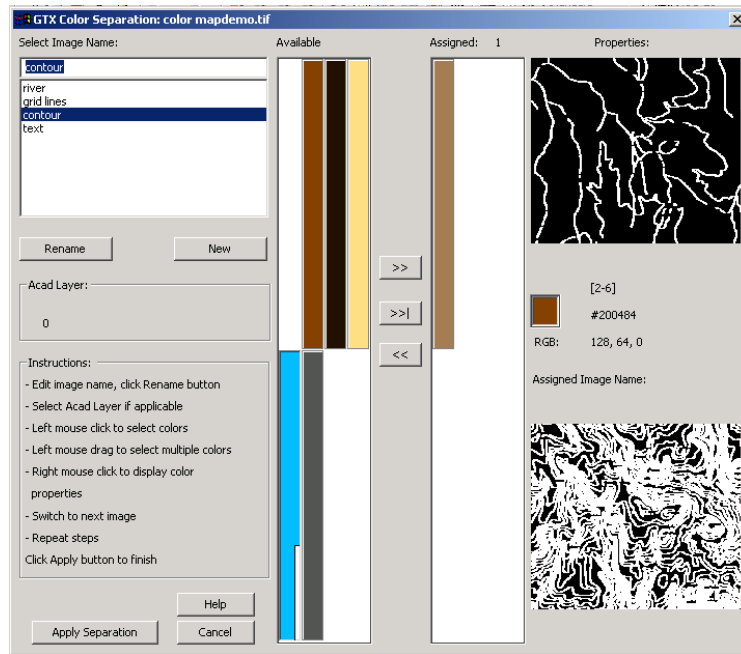 GTX Color Separation: color mapdemo.tif
Select Image Name:
contour
river
grid lines
contour
text
Rename
New
Acad Layer:
0
Instructions:
- Edit image name, click Rename button
- Select Acad Layer if applicable
- Left mouse click to select colors
- Left mouse drag to select multiple colors
- Right mouse click to display color
properties
- Switch to next image
- Repeat steps
Click Apply button to finish
Help
Apply Separation
Cancel
Available
>>
>>|
<<
Assigned: 1
Properties:
[2-6]
#200484
RGB: 128, 64, 0
Assigned Image Name: